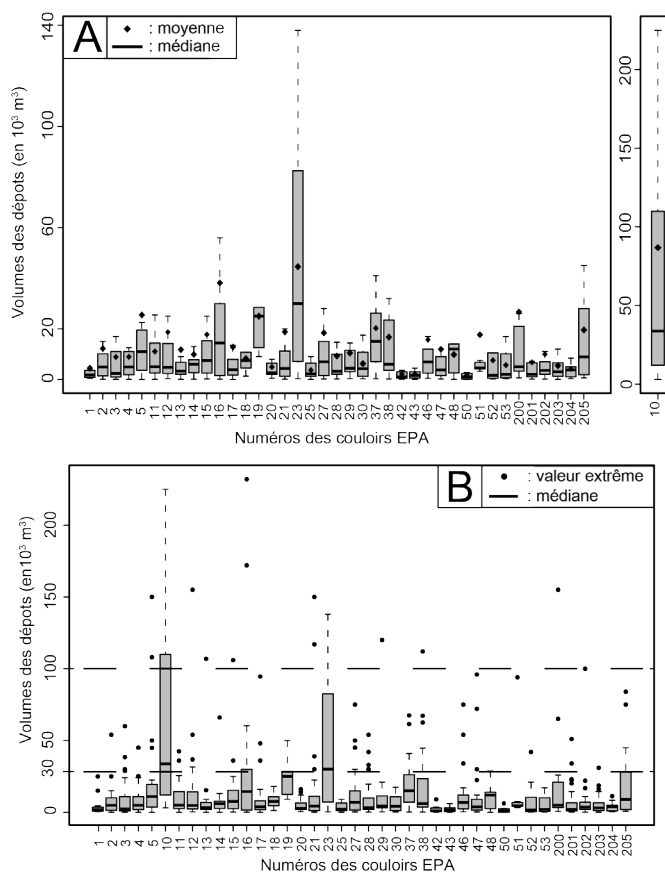 A
◆ : moyenne
— : médiane
Volumes des dépots (en 10³ m³)
140
100
60
20
0
1 2 3 4 5 11 12 13 14 15 16 17 18 19 20 21 23 25 27 28 29 30 37 38 42 43 46 47 48 50 51 52 53 200 201 202 203 204 205
Numéros des couloirs EPA
200
150
100
50
0
10
B
● : valeur extrême
— : médiane
Volumes des dépots (en10³ m³)
200
150
100
50
30
0
1 2 3 4 5 10 11 12 13 14 15 16 17 18 19 20 21 23 25 27 28 29 30 37 38 42 43 46 47 48 50 51 52 53 200 201 202 203 204 205
Numéros des couloirs EPA